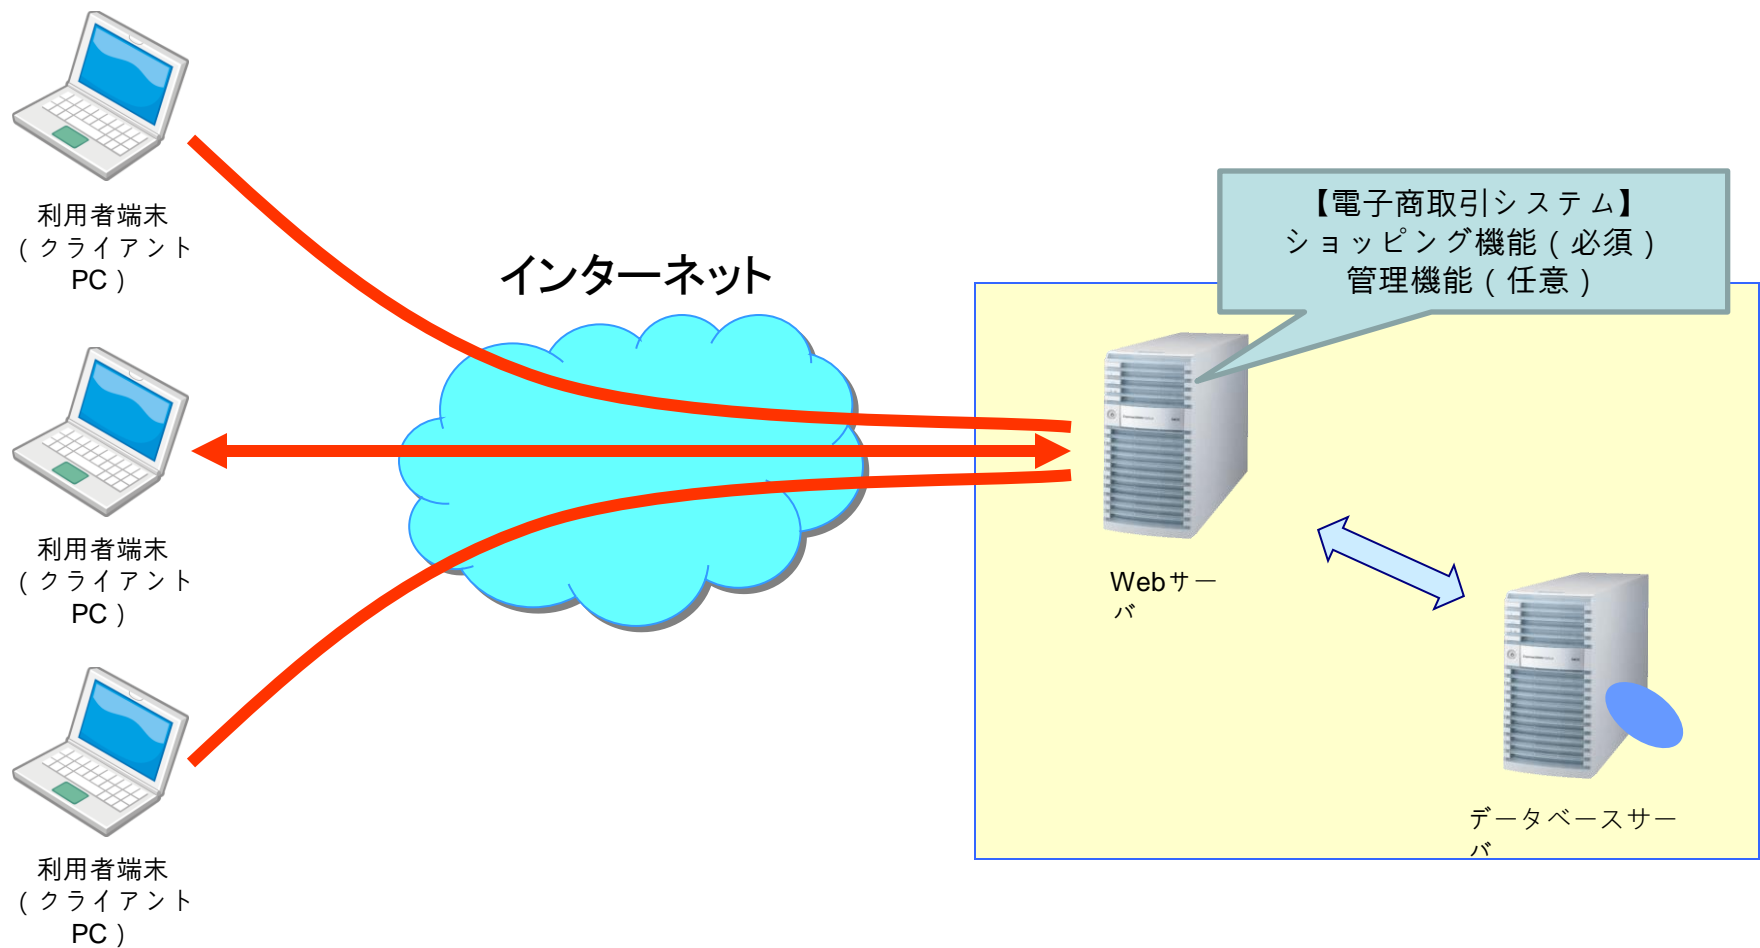 利用者端末
(クライアント
PC)
インターネット
【電子商取引システム】
ショッピング機能(必須)
管理機能(任意)
利用者端末
(クライアント
PC)
Webサー
バ
データベースサー
バ
利用者端末
(クライアント
PC)